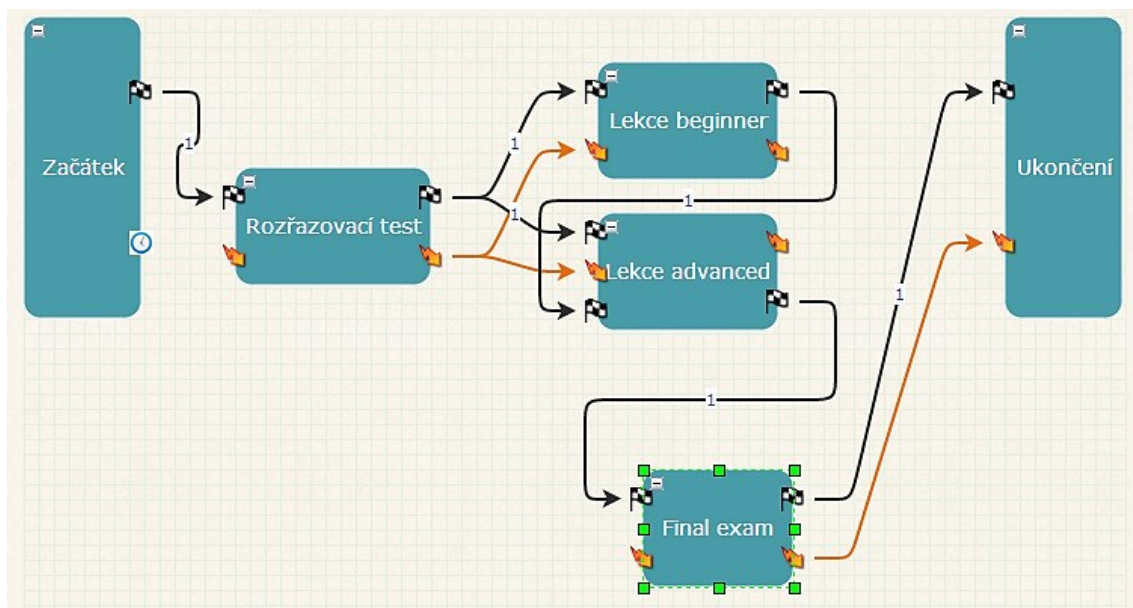 Začátek
1
Rozřazovací test
1
1
Lekce beginner
1
Lekce advanced
1
Final exam
1
Ukončení